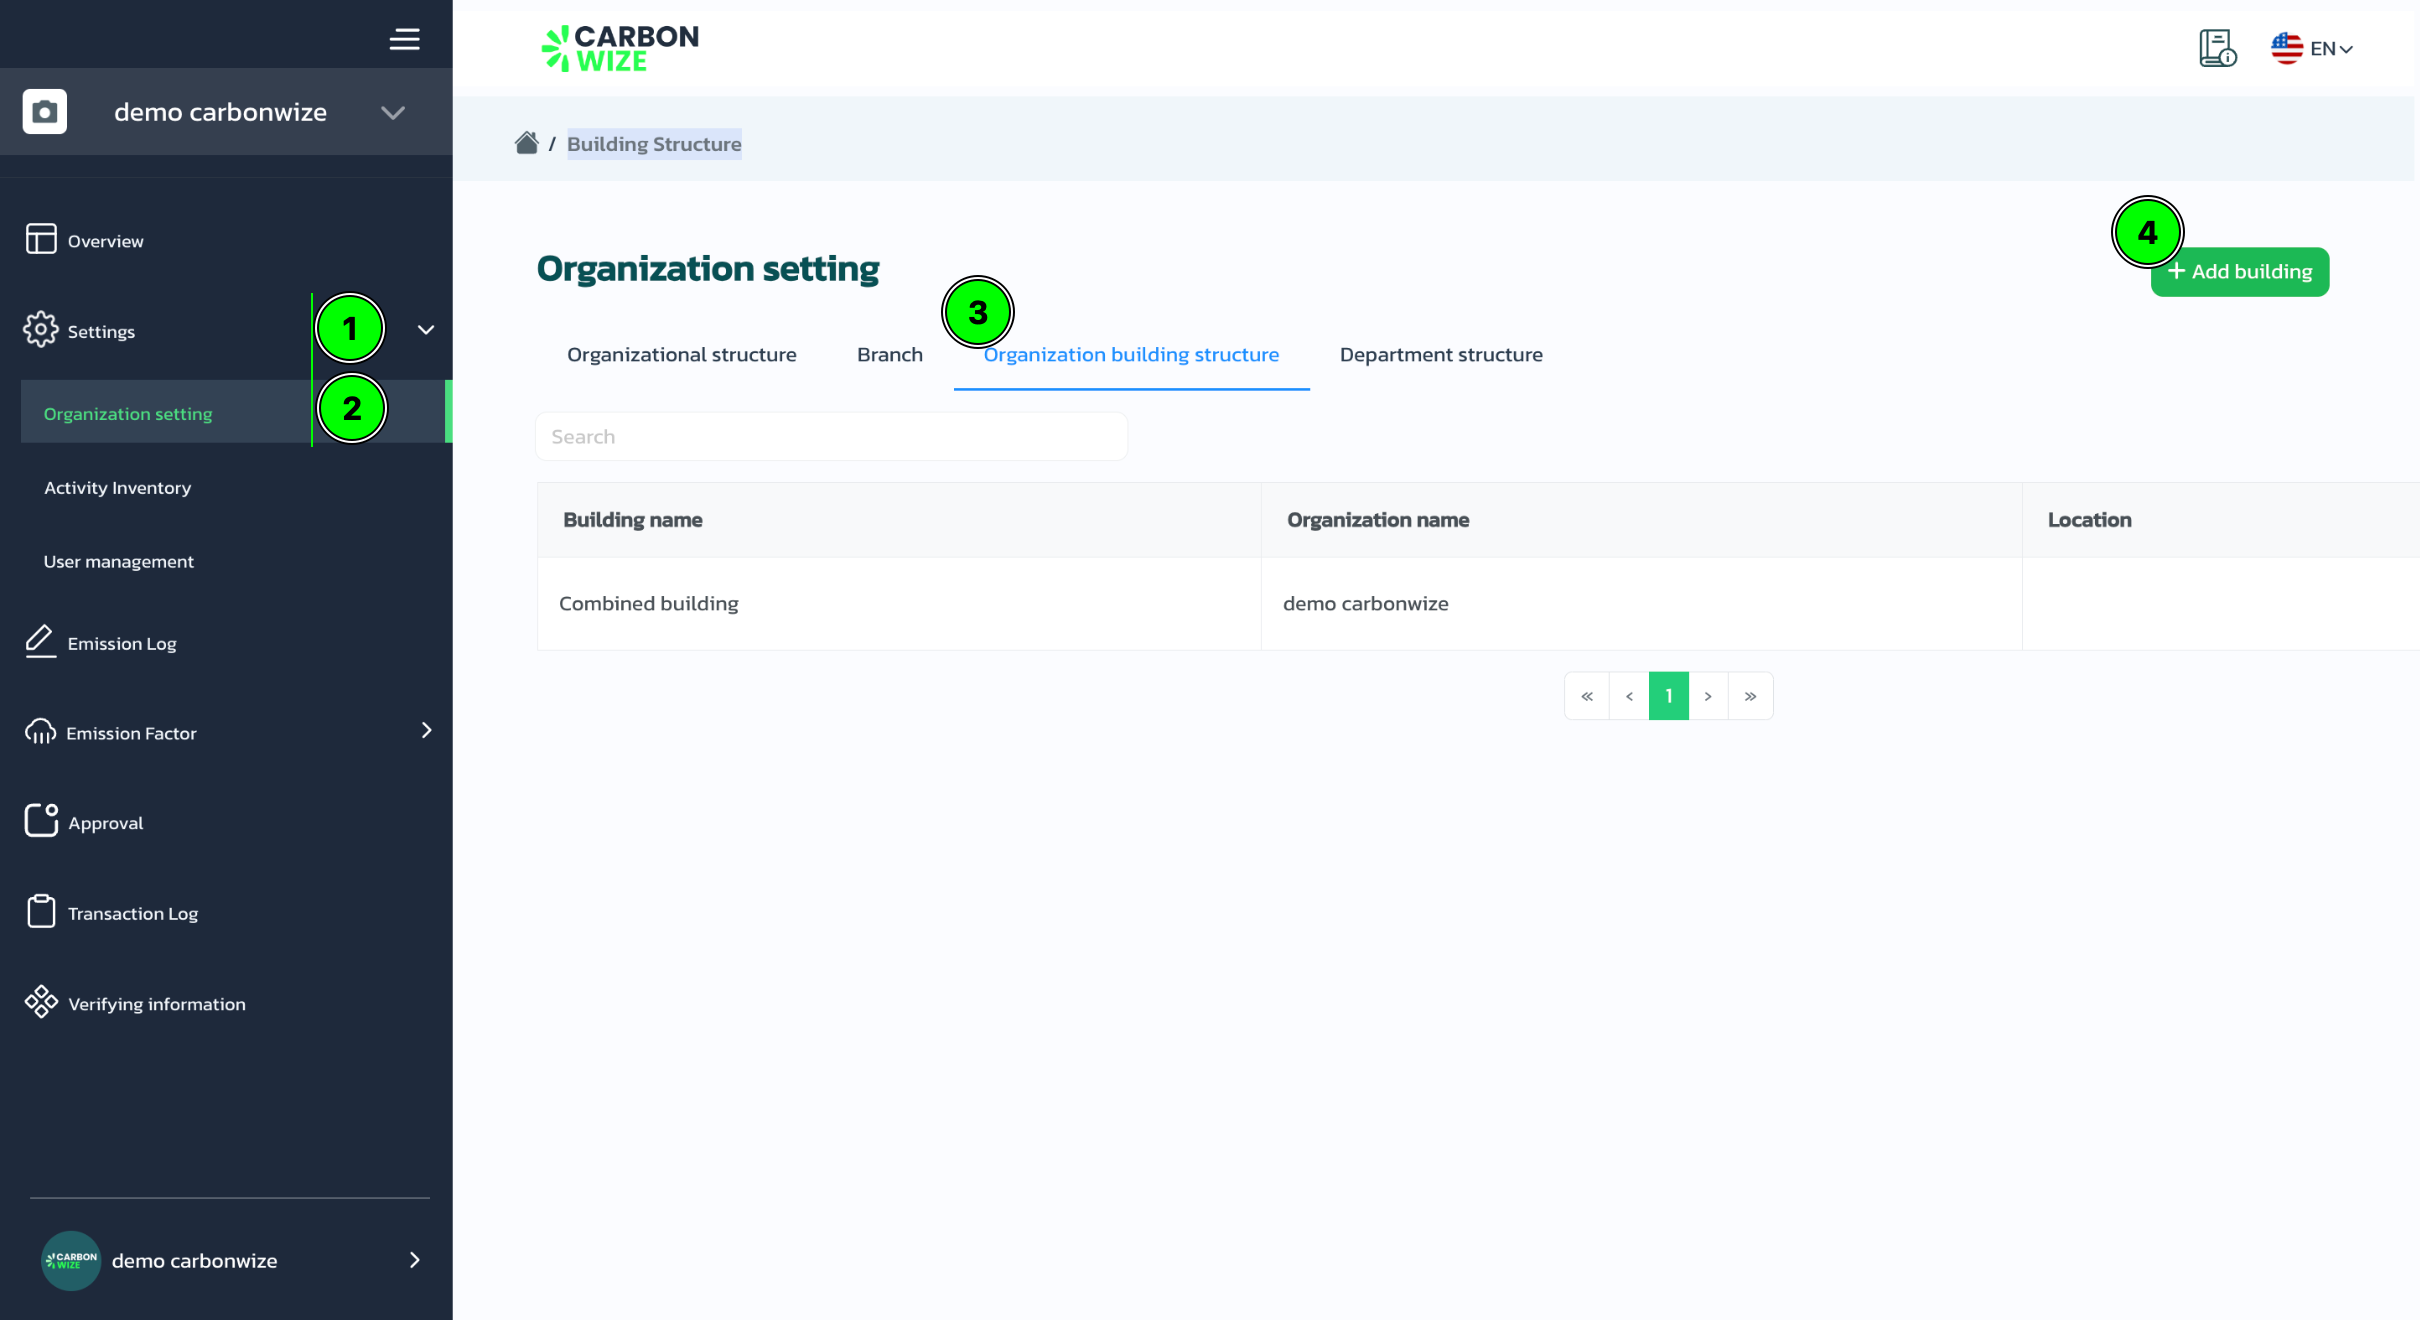 demo carbonwize
Overview
Settings
1
Organization setting
2
Activity Inventory
User management
Emission Log
Emission Factor
Approval
Transaction Log
Verifying information
CARBON
WIZE
demo carbonwize
CARBON
WIZE
EN
/ Building Structure
Organization setting
4
+ Add building
3
Organizational structure
Branch
Organization building structure
Department structure
Search
Building name
Organization name
Location
Combined building
demo carbonwize
« ‹ 1 › »